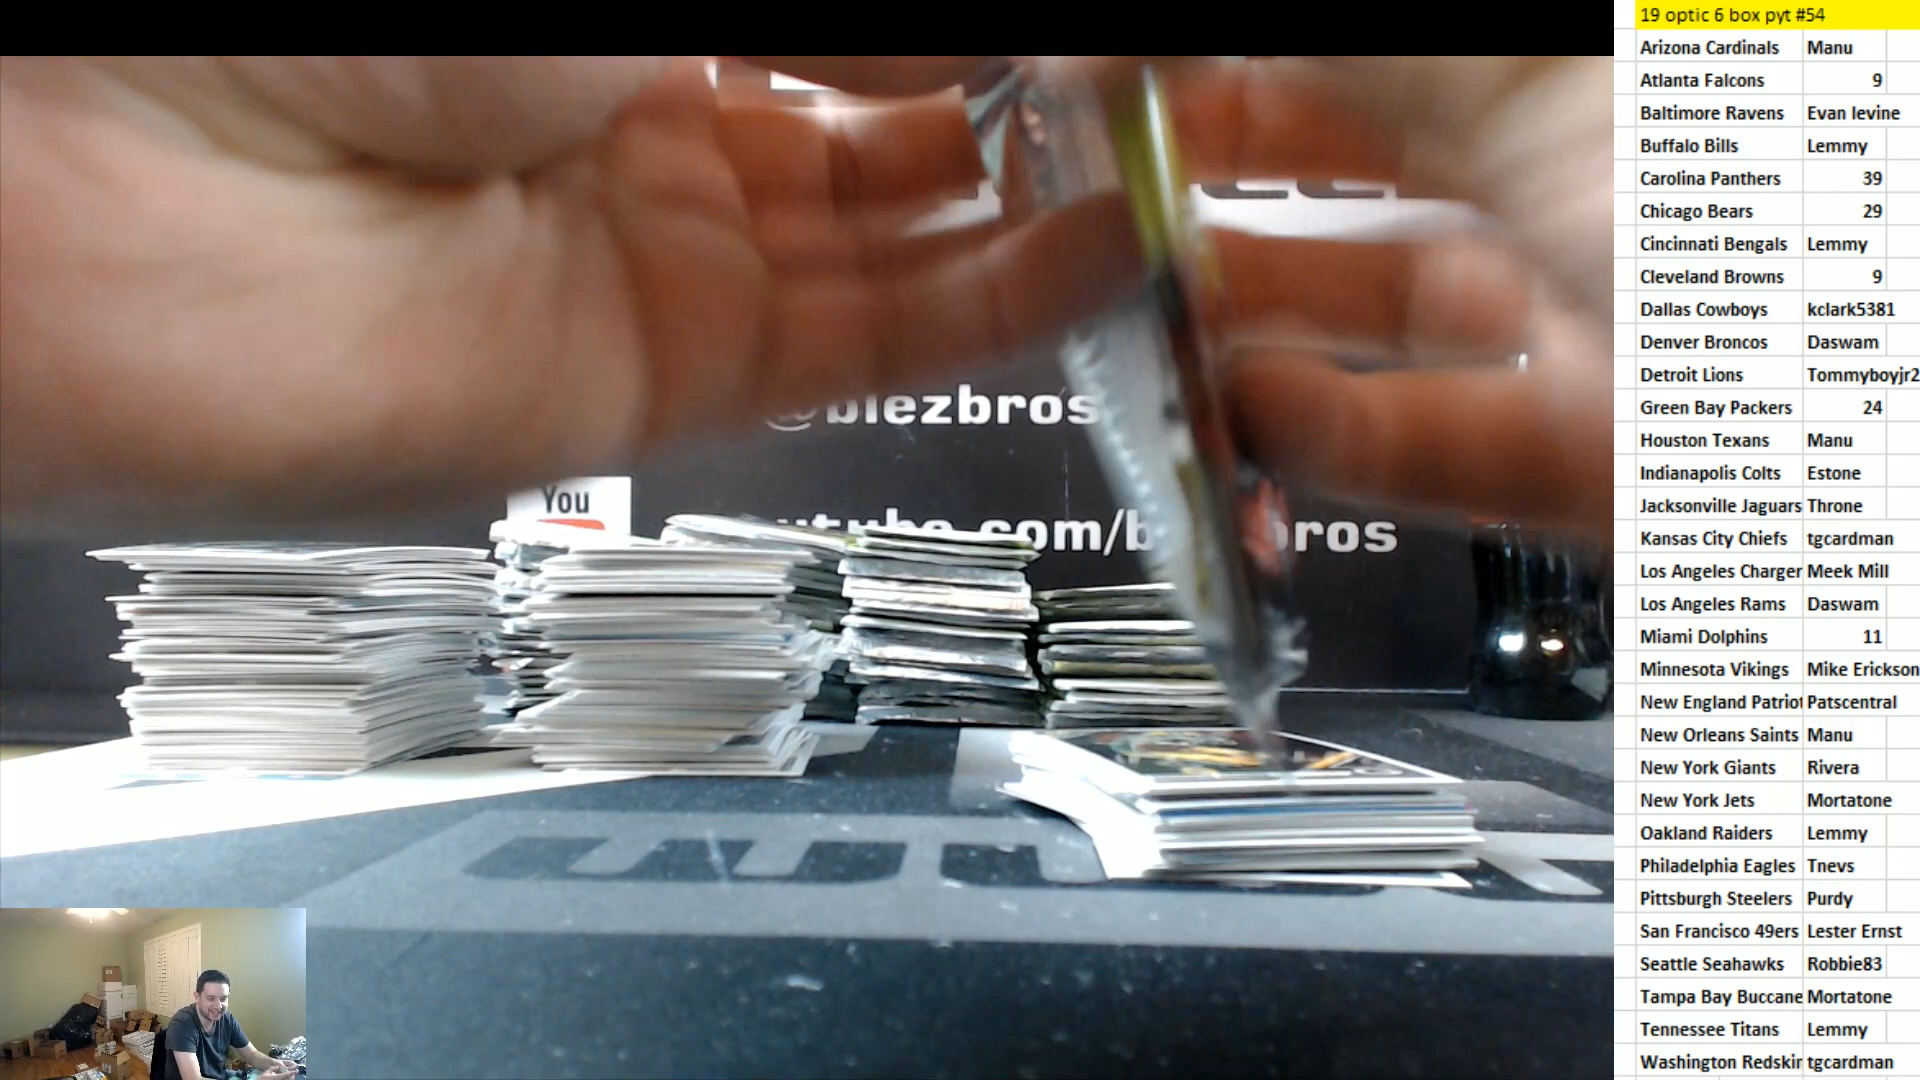 19 optic 6 box pyt #54
Arizona Cardinals Manu
Atlanta Falcons 9
Baltimore Ravens Evan levine
Buffalo Bills Lemmy
Carolina Panthers 39
Chicago Bears 29
Cincinnati Bengals Lemmy
Cleveland Browns 9
Dallas Cowboys kclark5381
Denver Broncos Daswam
Detroit Lions Tommyboyjr2
Green Bay Packers 24
Houston Texans Manu
Indianapolis Colts Estone
Jacksonville Jaguars Throne
Kansas City Chiefs tgcardman
Los Angeles Charger Meek Mill
Los Angeles Rams Daswam
Miami Dolphins 11
Minnesota Vikings Mike Erickson
New England Patriot Patscentral
New Orleans Saints Manu
New York Giants Rivera
New York Jets Mortatone
Oakland Raiders Lemmy
Philadelphia Eagles Tnevs
Pittsburgh Steelers Purdy
San Francisco 49ers Lester Ernst
Seattle Seahawks Robbie83
Tampa Bay Buccane Mortatone
Tennessee Titans Lemmy
Washington Redskin tgcardman
@blezbros
You